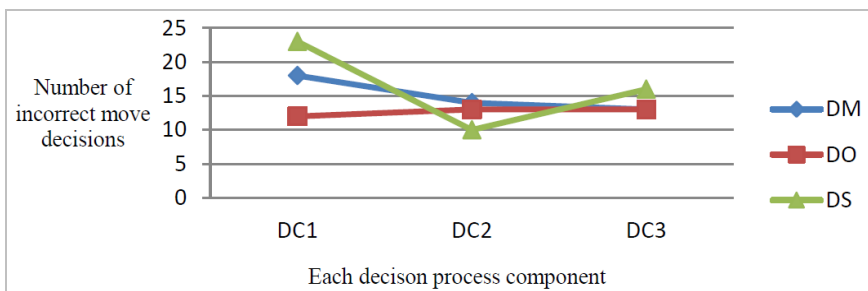 25
20
15
10
5
0
Number of
incorrect move
decisions
DC1 DC2 DC3
Each decison process component
DM
DO
DS